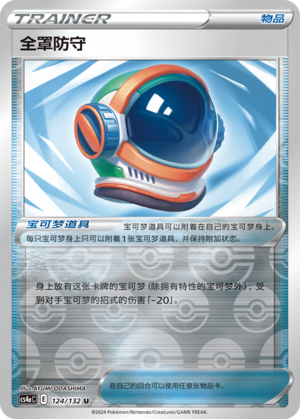 TRAINER
物品
全罩防守
宝可梦道具
宝可梦道具可以附着在自己的宝可梦身上。
每只宝可梦身上只可以附着1张宝可梦道具，并保持附加状态。
身上放有这张卡牌的宝可梦（除拥有特性的宝可梦外），受
到对手宝可梦的招式的伤害「-20」。
Illus. AYUMI ODASHIMA
CS4aC E 124/132 U
在自己的回合可以使用任意张物品卡。
©2024 Pokémon/Nintendo/Creatures/GAME FREAK.